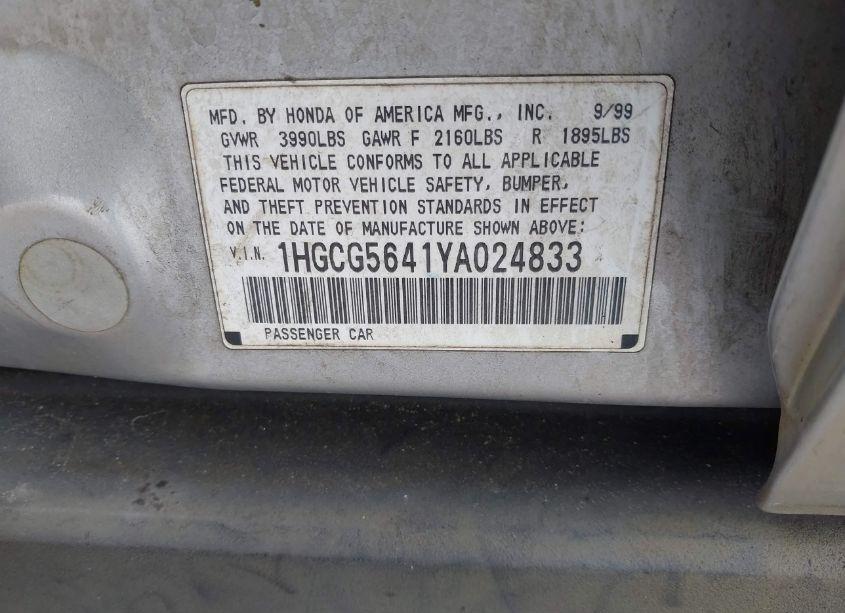 MFD. BY HONDA OF AMERICA MFG., INC. 9/99
GVWR 3990LBS GAWR F 2160LBS R 1895LBS
THIS VEHICLE CONFORMS TO ALL APPLICABLE
FEDERAL MOTOR VEHICLE SAFETY, BUMPER,
AND THEFT PREVENTION STANDARDS IN EFFECT
ON THE DATE OF MANUFACTURE SHOWN ABOVE:
V.I.N. 1HGCG5641YA024833
PASSENGER CAR